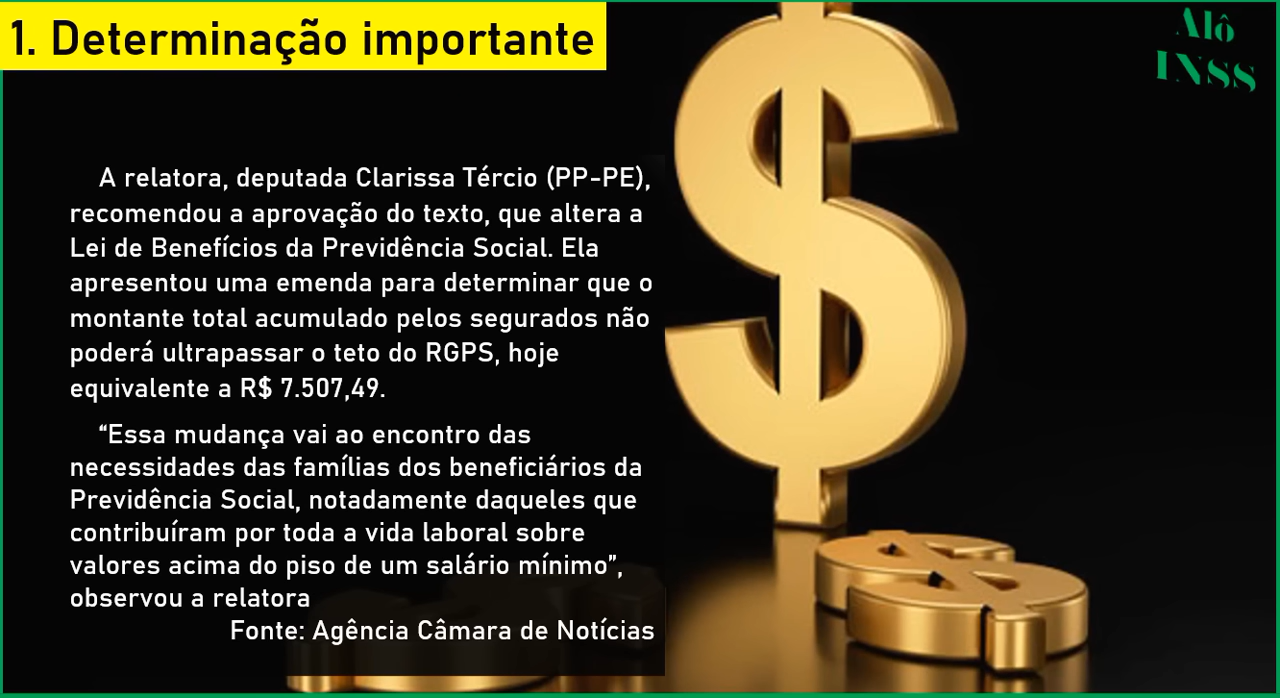 1. Determinação importante
Alô
INSS
A relatora, deputada Clarissa Tércio (PP-PE),
recomendou a aprovação do texto, que altera a
Lei de Benefícios da Previdência Social. Ela
apresentou uma emenda para determinar que o
montante total acumulado pelos segurados não
poderá ultrapassar o teto do RGPS, hoje
equivalente a R$ 7.507,49.
“Essa mudança vai ao encontro das
necessidades das famílias dos beneficiários da
Previdência Social, notadamente daqueles que
contribuíram por toda a vida laboral sobre
valores acima do piso de um salário mínimo”,
observou a relatora
Fonte: Agência Câmara de Notícias